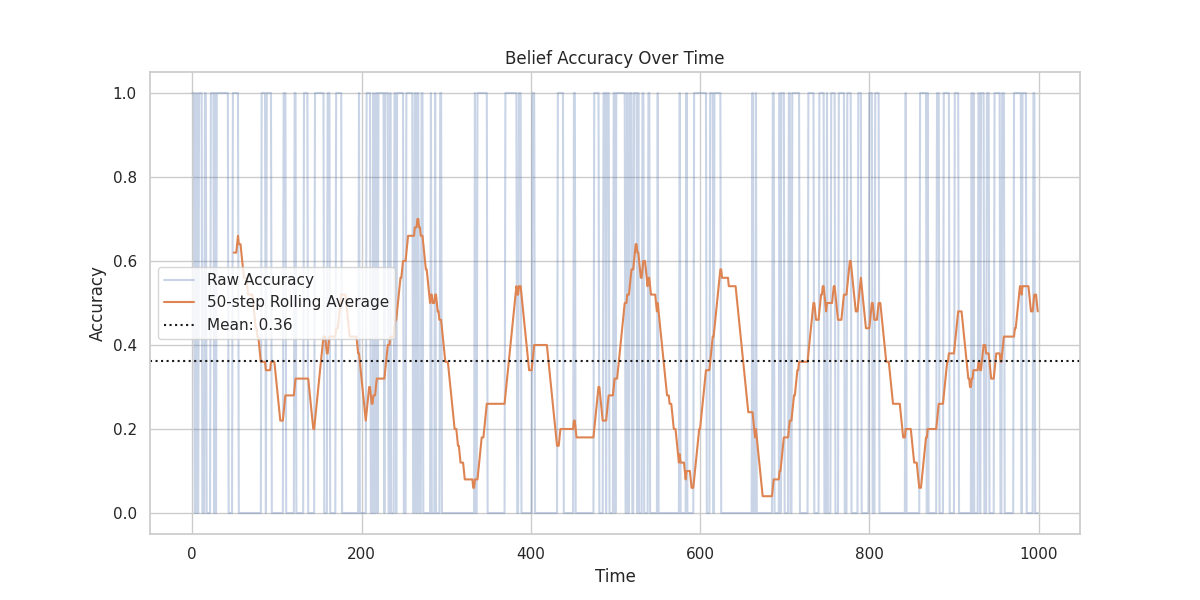 Belief Accuracy Over Time
Accuracy
1.0
0.8
0.6
0.4
0.2
0.0
Raw Accuracy
50-step Rolling Average
Mean: 0.36
0
200
400
600
800
1000
Time